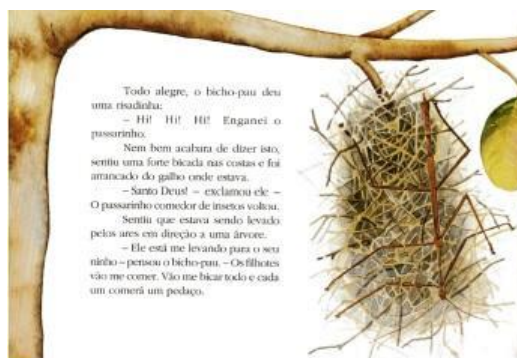 Todo alegre, o bicho-pau deu
uma risadinha:
– Hi! Hi! Hi! Enganei o
passarinho.
Nem bem acabara de dizer isto,
sentiu uma forte bicada nas costas e foi
arrancado do galho onde estava.
– Santo Deus! – exclamou ele –
O passarinho comedor de insetos voltou.
Sentiu que estava sendo levado
pelos ares em direção a uma árvore.
– Ele está me levando para o seu
ninho – pensou o bicho-pau. – Os filhotes
vão me comer. Vão me bicar todo e cada
um comerá um pedaço.